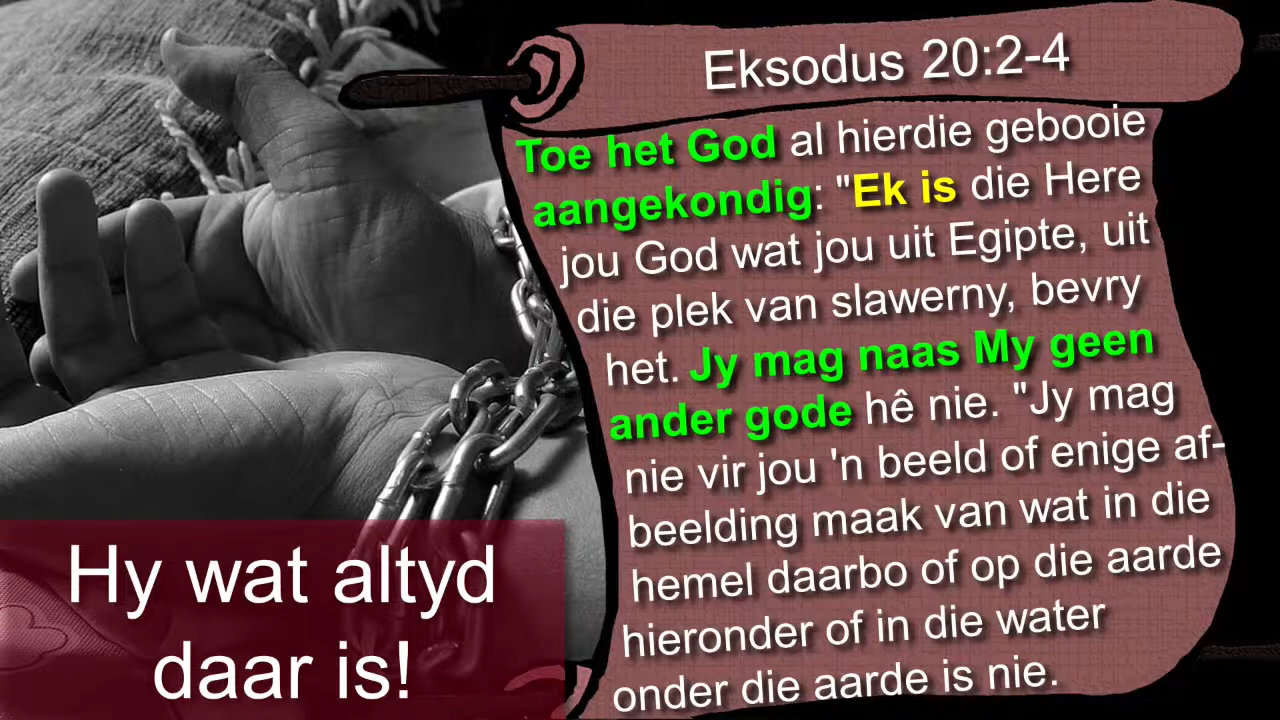 Eksodus 20:2-4
Toe het God al hierdie gebooie
aangekondig: "Ek is die Here
jou God wat jou uit Egipte, uit
die plek van slawerny, bevry
het. Jy mag naas My geen
ander gode hê nie. "Jy mag
nie vir jou 'n beeld of enige af-
beelding maak van wat in die
hemel daarbo of op die aarde
hieronder of in die water
onder die aarde is nie.
Hy wat altyd
daar is!